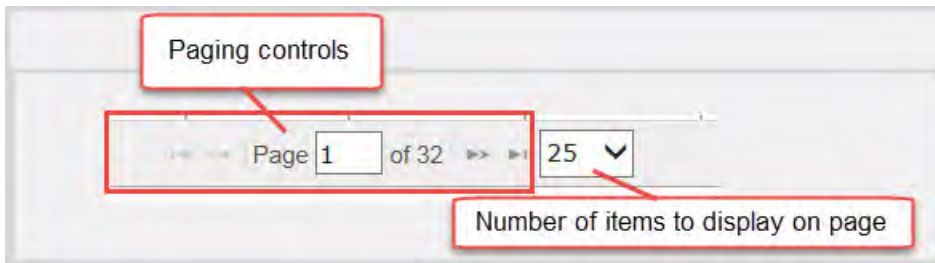 Paging controls
Page 1 of 32 25
Number of items to display on page